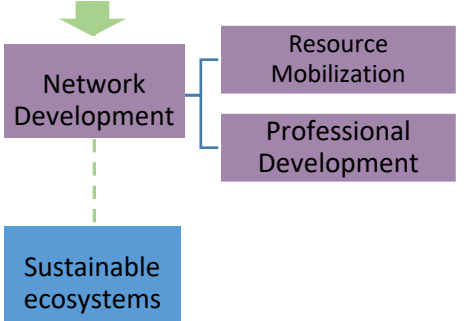 Resource
Mobilization
Network
Development
Professional
Development
Sustainable
ecosystems